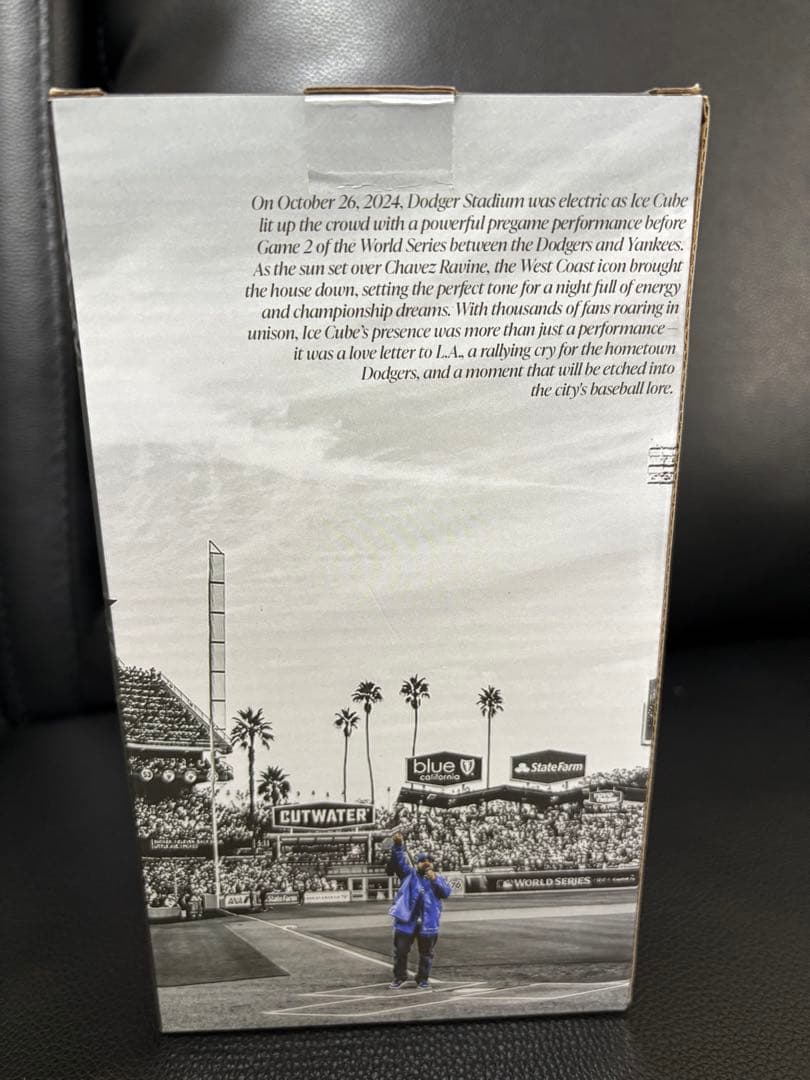 On October 26, 2024, Dodger Stadium was electric as Ice Cube
lit up the crowd with a powerful pregame performance before
Game 2 of the World Series between the Dodgers and Yankees.
As the sun set over Chavez Ravine, the West Coast icon brought
the house down, setting the perfect tone for a night full of energy
and championship dreams. With thousands of fans roaring in
unison, Ice Cube's presence was more than just a performance—
it was a love letter to L.A., a rallying cry for the hometown
Dodgers, and a moment that will be etched into
the city's baseball lore.
blue
california
StateFarm
CUTWATER
ANA
StateFarm
76
WORLD SERIES